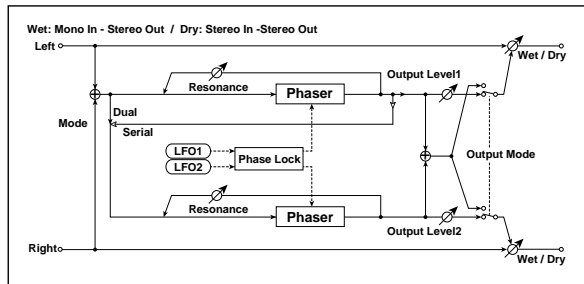 Wet: Mono In - Stereo Out / Dry: Stereo In -Stereo Out
Left
Wet / Dry
Output Level1
Resonance
Phaser
Dual
Mode
Serial
LFO1
LFO2
Phase Lock
Output Mode
Resonance
Phaser
Output Level2
Right
Wet / Dry